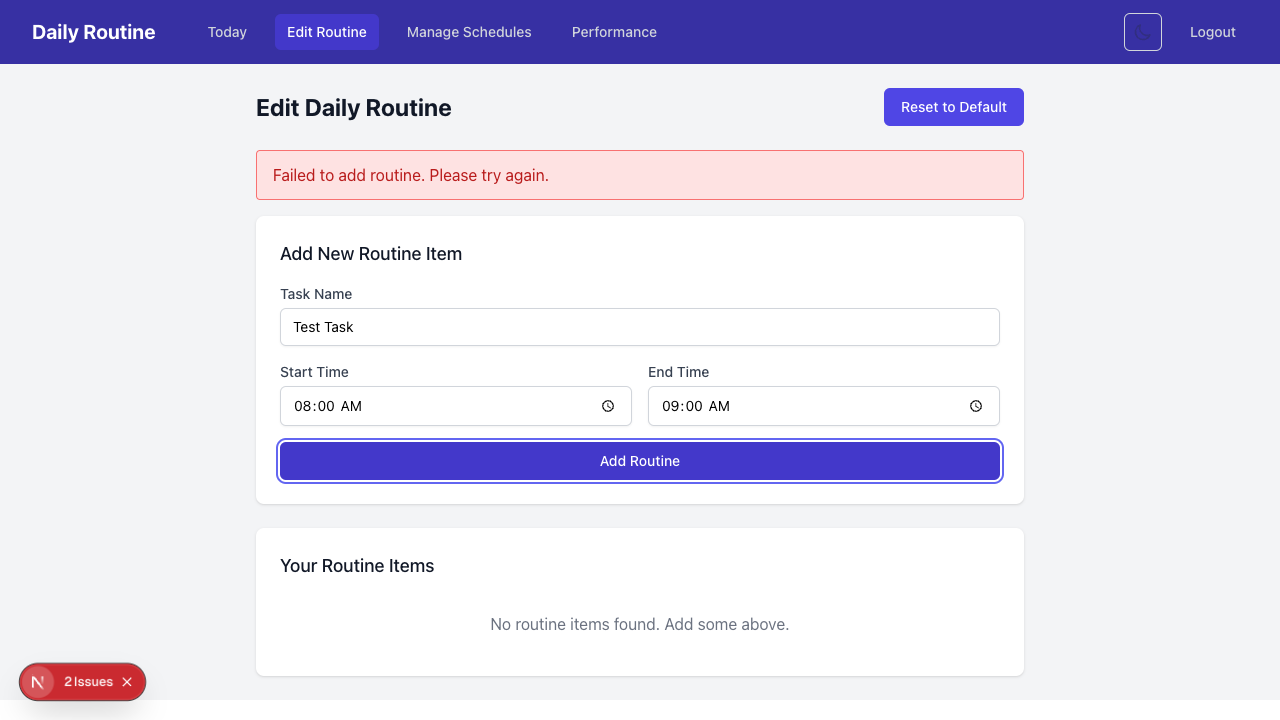 Daily Routine
Today
Edit Routine
Manage Schedules
Performance
Logout
Edit Daily Routine
Reset to Default
Failed to add routine. Please try again.
Add New Routine Item
Task Name
Test Task
Start Time
End Time
08:00 AM
09:00 AM
Add Routine
Your Routine Items
No routine items found. Add some above.
N
2 Issues